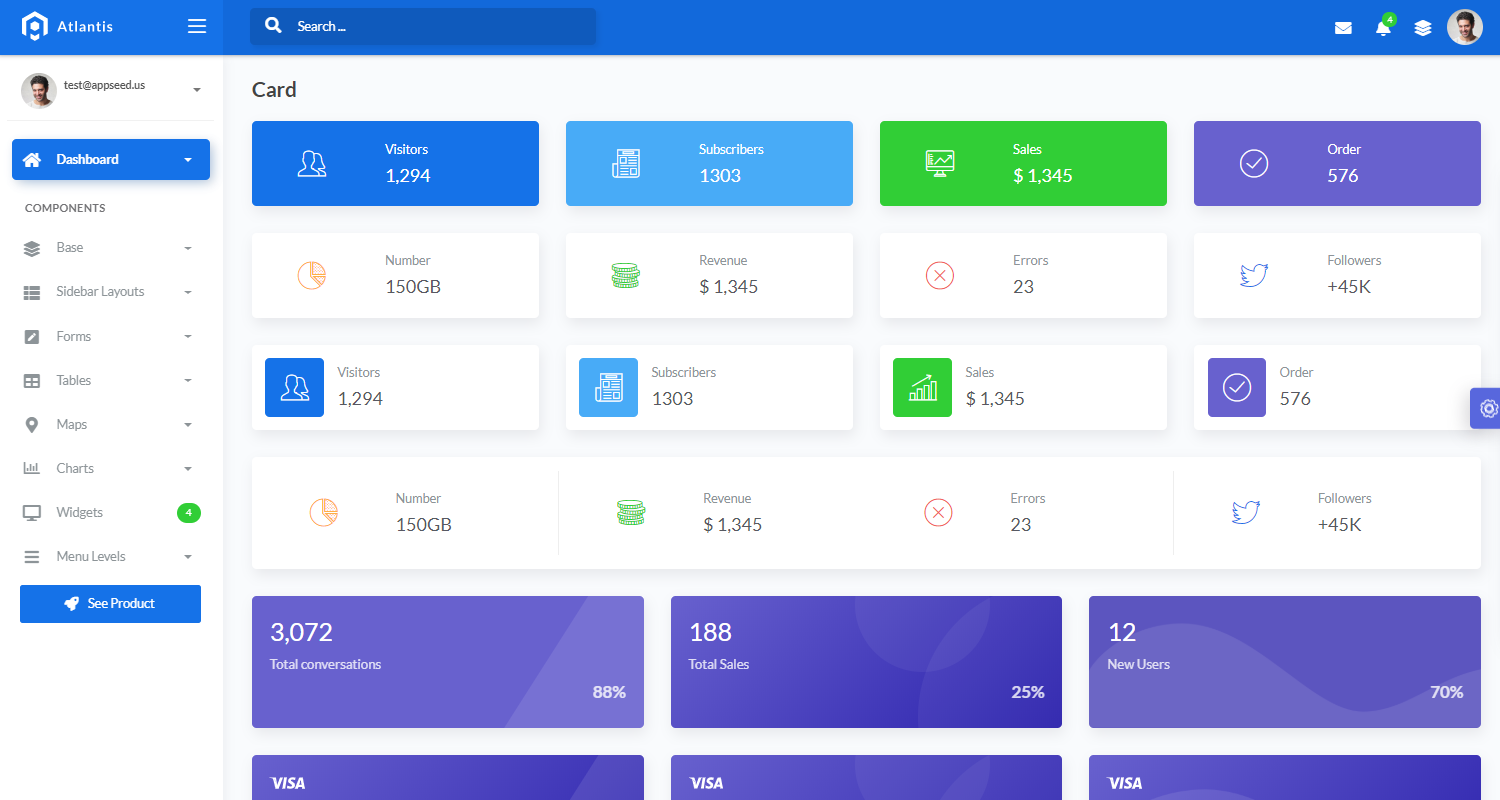 Atlantis
Search ...
4
test@appseed.us
Dashboard
COMPONENTS
Base
Sidebar Layouts
Forms
Tables
Maps
Charts
Widgets
4
Menu Levels
See Product
Card
Visitors
1,294
Subscribers
1303
Sales
$ 1,345
Order
576
Number
150GB
Revenue
$ 1,345
Errors
23
Followers
+45K
Visitors
1,294
Subscribers
1303
Sales
$ 1,345
Order
576
Number
150GB
Revenue
$ 1,345
Errors
23
Followers
+45K
3,072
Total conversations
88%
188
Total Sales
25%
12
New Users
70%
VISA
VISA
VISA